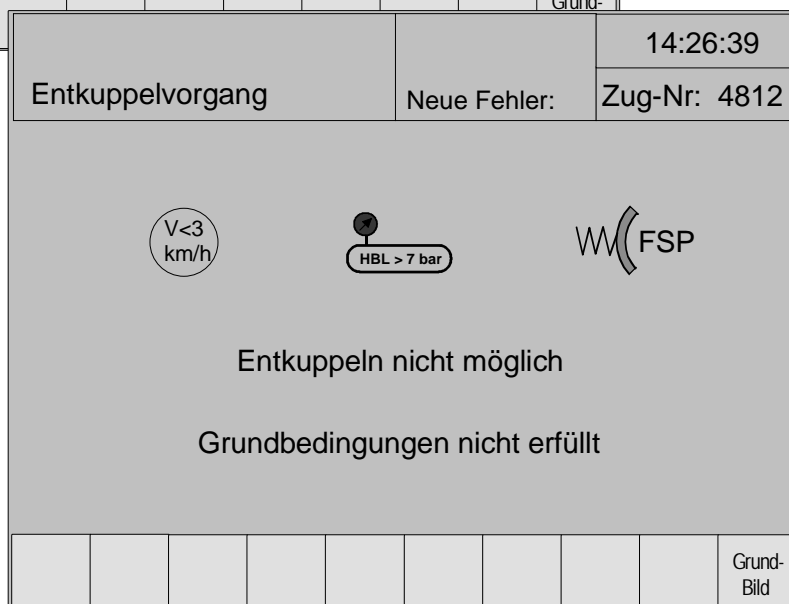 Grund-
14:26:39
Entkuppelvorgang
Neue Fehler:
Zug-Nr: 4812
V<3
km/h
HBL > 7 bar
FSP
Entkuppeln nicht möglich
Grundbedingungen nicht erfüllt
Grund-
Bild